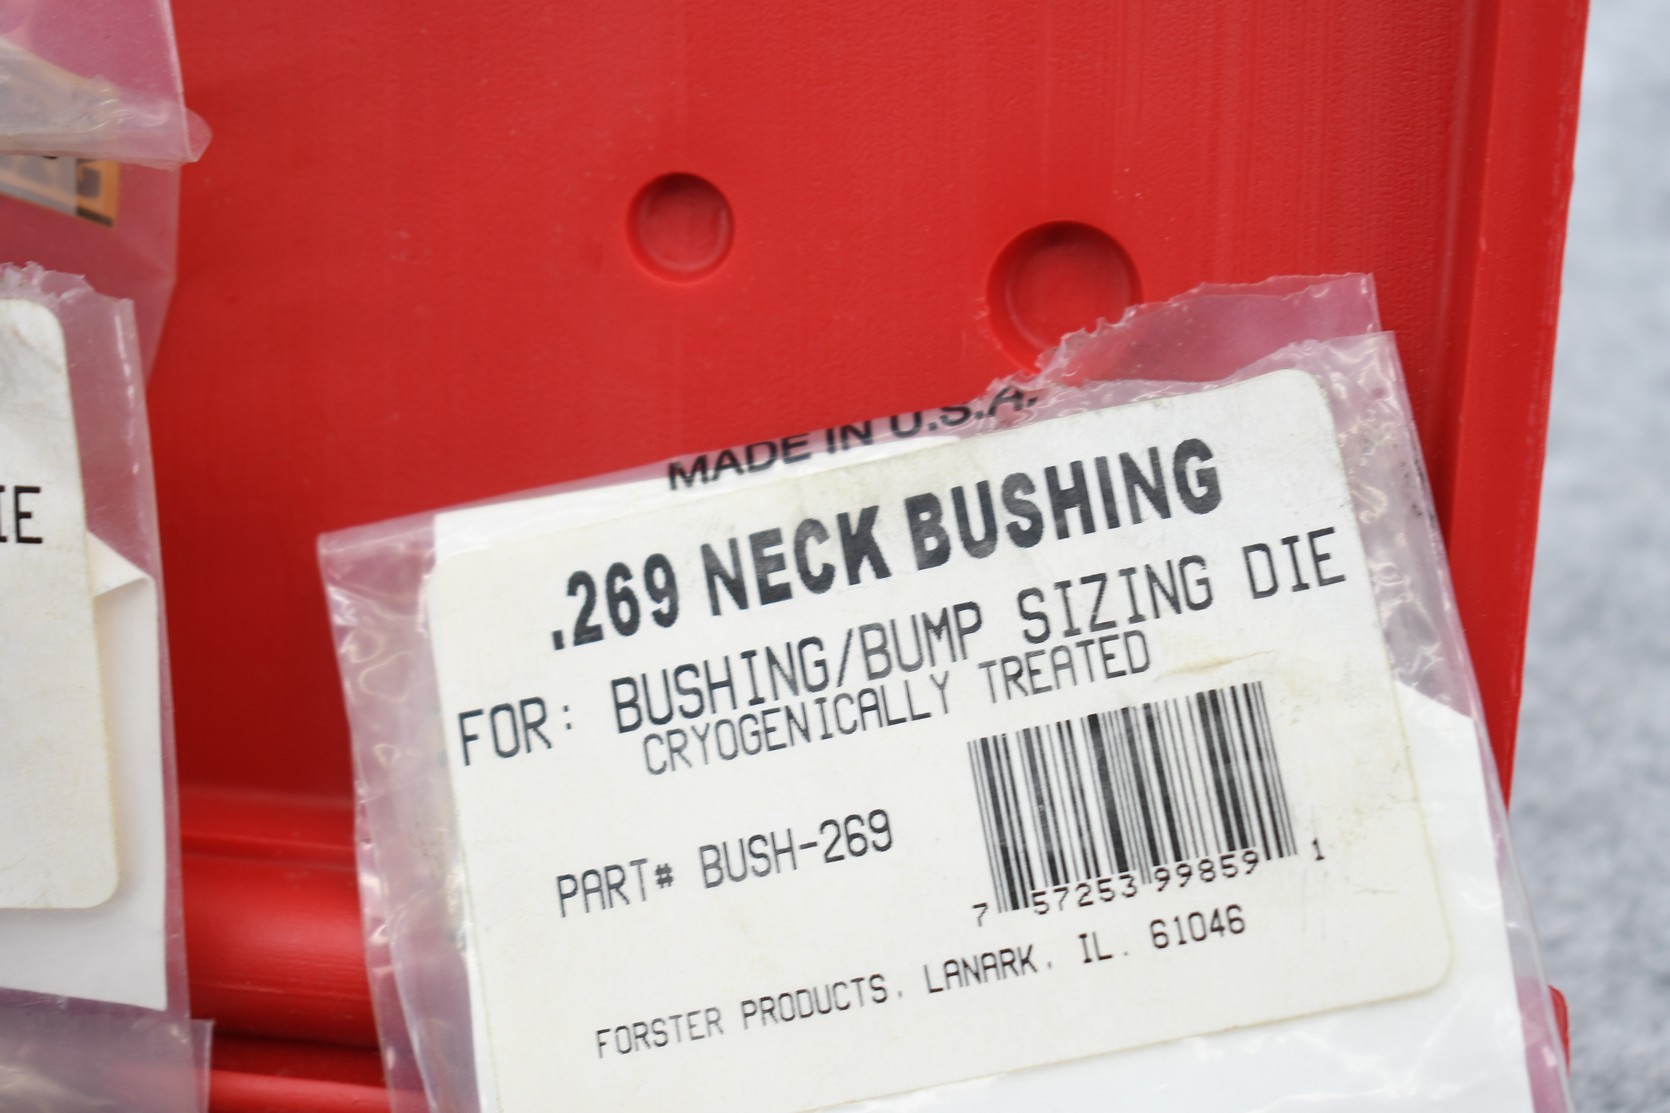 IE
MADE IN U.S.A.
.269 NECK BUSHING
FOR: BUSHING/BUMP SIZING DIE
CRYOGENICALLY TREATED
PART# BUSH-269
7 57253 99859 1
FORSTER PRODUCTS, LANARK, IL. 61046